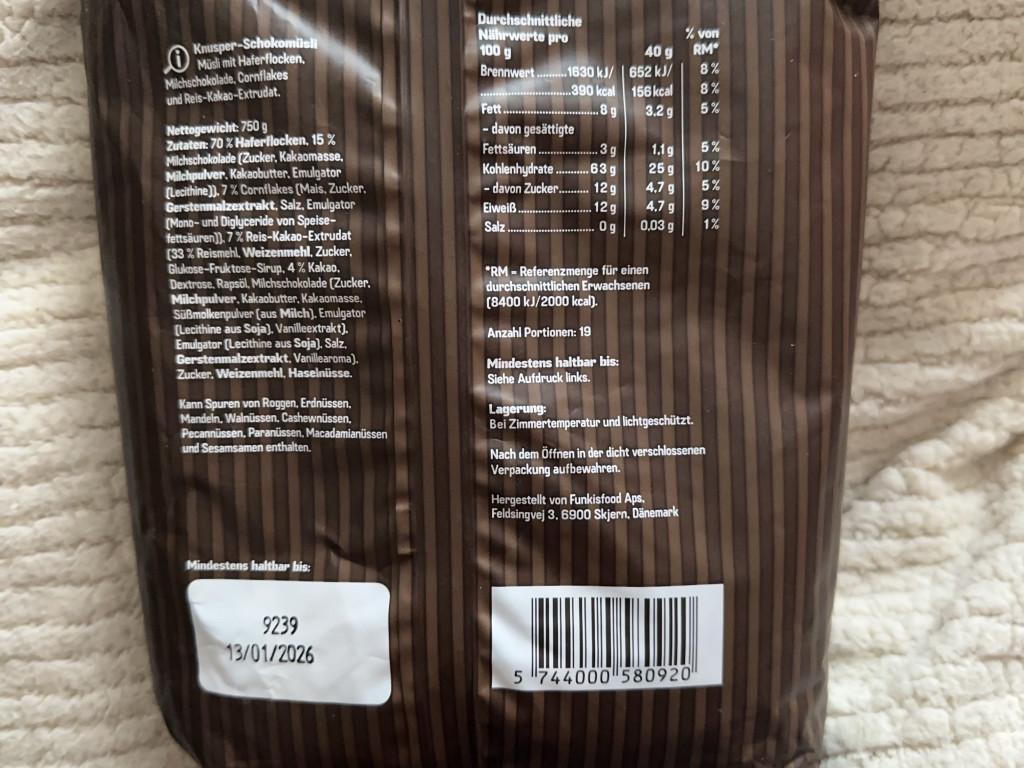 Knusper-Schokomüsli
Müsli mit Haferflocken,
Milchschokolade, Cornflakes
und Reis-Kakao-Extrudat.
Nettogewicht: 750 g
Zutaten: 70 % Haferflocken, 15 %
Milchschokolade (Zucker, Kakaomasse,
Milchpulver, Kakaobutter, Emulgator
(Lecithine)), 7 % Cornflakes (Mais, Zucker,
Gerstenmalzextrakt, Salz, Emulgator
(Mono- und Diglyceride von Speise-
fettsäuren)), 7 % Reis-Kakao-Extrudat
(33 % Reismehl, Weizenmehl, Zucker,
Glukose-Fruktose-Sirup, 4 % Kakao,
Dextrose, Rapsöl, Milchschokolade (Zucker,
Milchpulver, Kakaobutter, Kakaomasse,
Süßmolkenpulver (aus Milch), Emulgator
(Lecithine aus Soja), Vanilleextrakt),
Emulgator (Lecithine aus Soja), Salz,
Gerstenmalzextrakt, Vanillearoma),
Zucker, Weizenmehl, Haselnüsse.
Kann Spuren von Roggen, Erdnüssen,
Mandeln, Walnüssen, Cashewnüssen,
Pecannüssen, Paranüssen, Macadamianüssen
und Sesamsamen enthalten.
Mindestens haltbar bis:
9239
13/01/2026
Durchschnittliche
Nährwerte pro % von
100 g 40 g RM*
Brennwert ......... 1630 kJ/ 652 kJ/ 8 %
..................... 390 kcal 156 kcal 8 %
Fett ........................ 8 g 3,2 g 5 %
- davon gesättigte
Fettsäuren .............. 3 g 1,1 g 5 %
Kohlenhydrate ......... 63 g 25 g 10 %
- davon Zucker........ 12 g 4,7 g 5 %
Eiweiß .................. 12 g 4,7 g 9 %
Salz ....................... 0 g 0,03 g 1 %
*RM = Referenzmenge für einen
durchschnittlichen Erwachsenen
(8400 kJ/2000 kcal).
Anzahl Portionen: 19
Mindestens haltbar bis:
Siehe Aufdruck links.
Lagerung:
Bei Zimmertemperatur und lichtgeschützt.
Nach dem Öffnen in der dicht verschlossenen
Verpackung aufbewahren.
Hergestellt von Funkisfood Aps,
Feldsingvej 3, 6900 Skjern, Dänemark
5 744000 580920